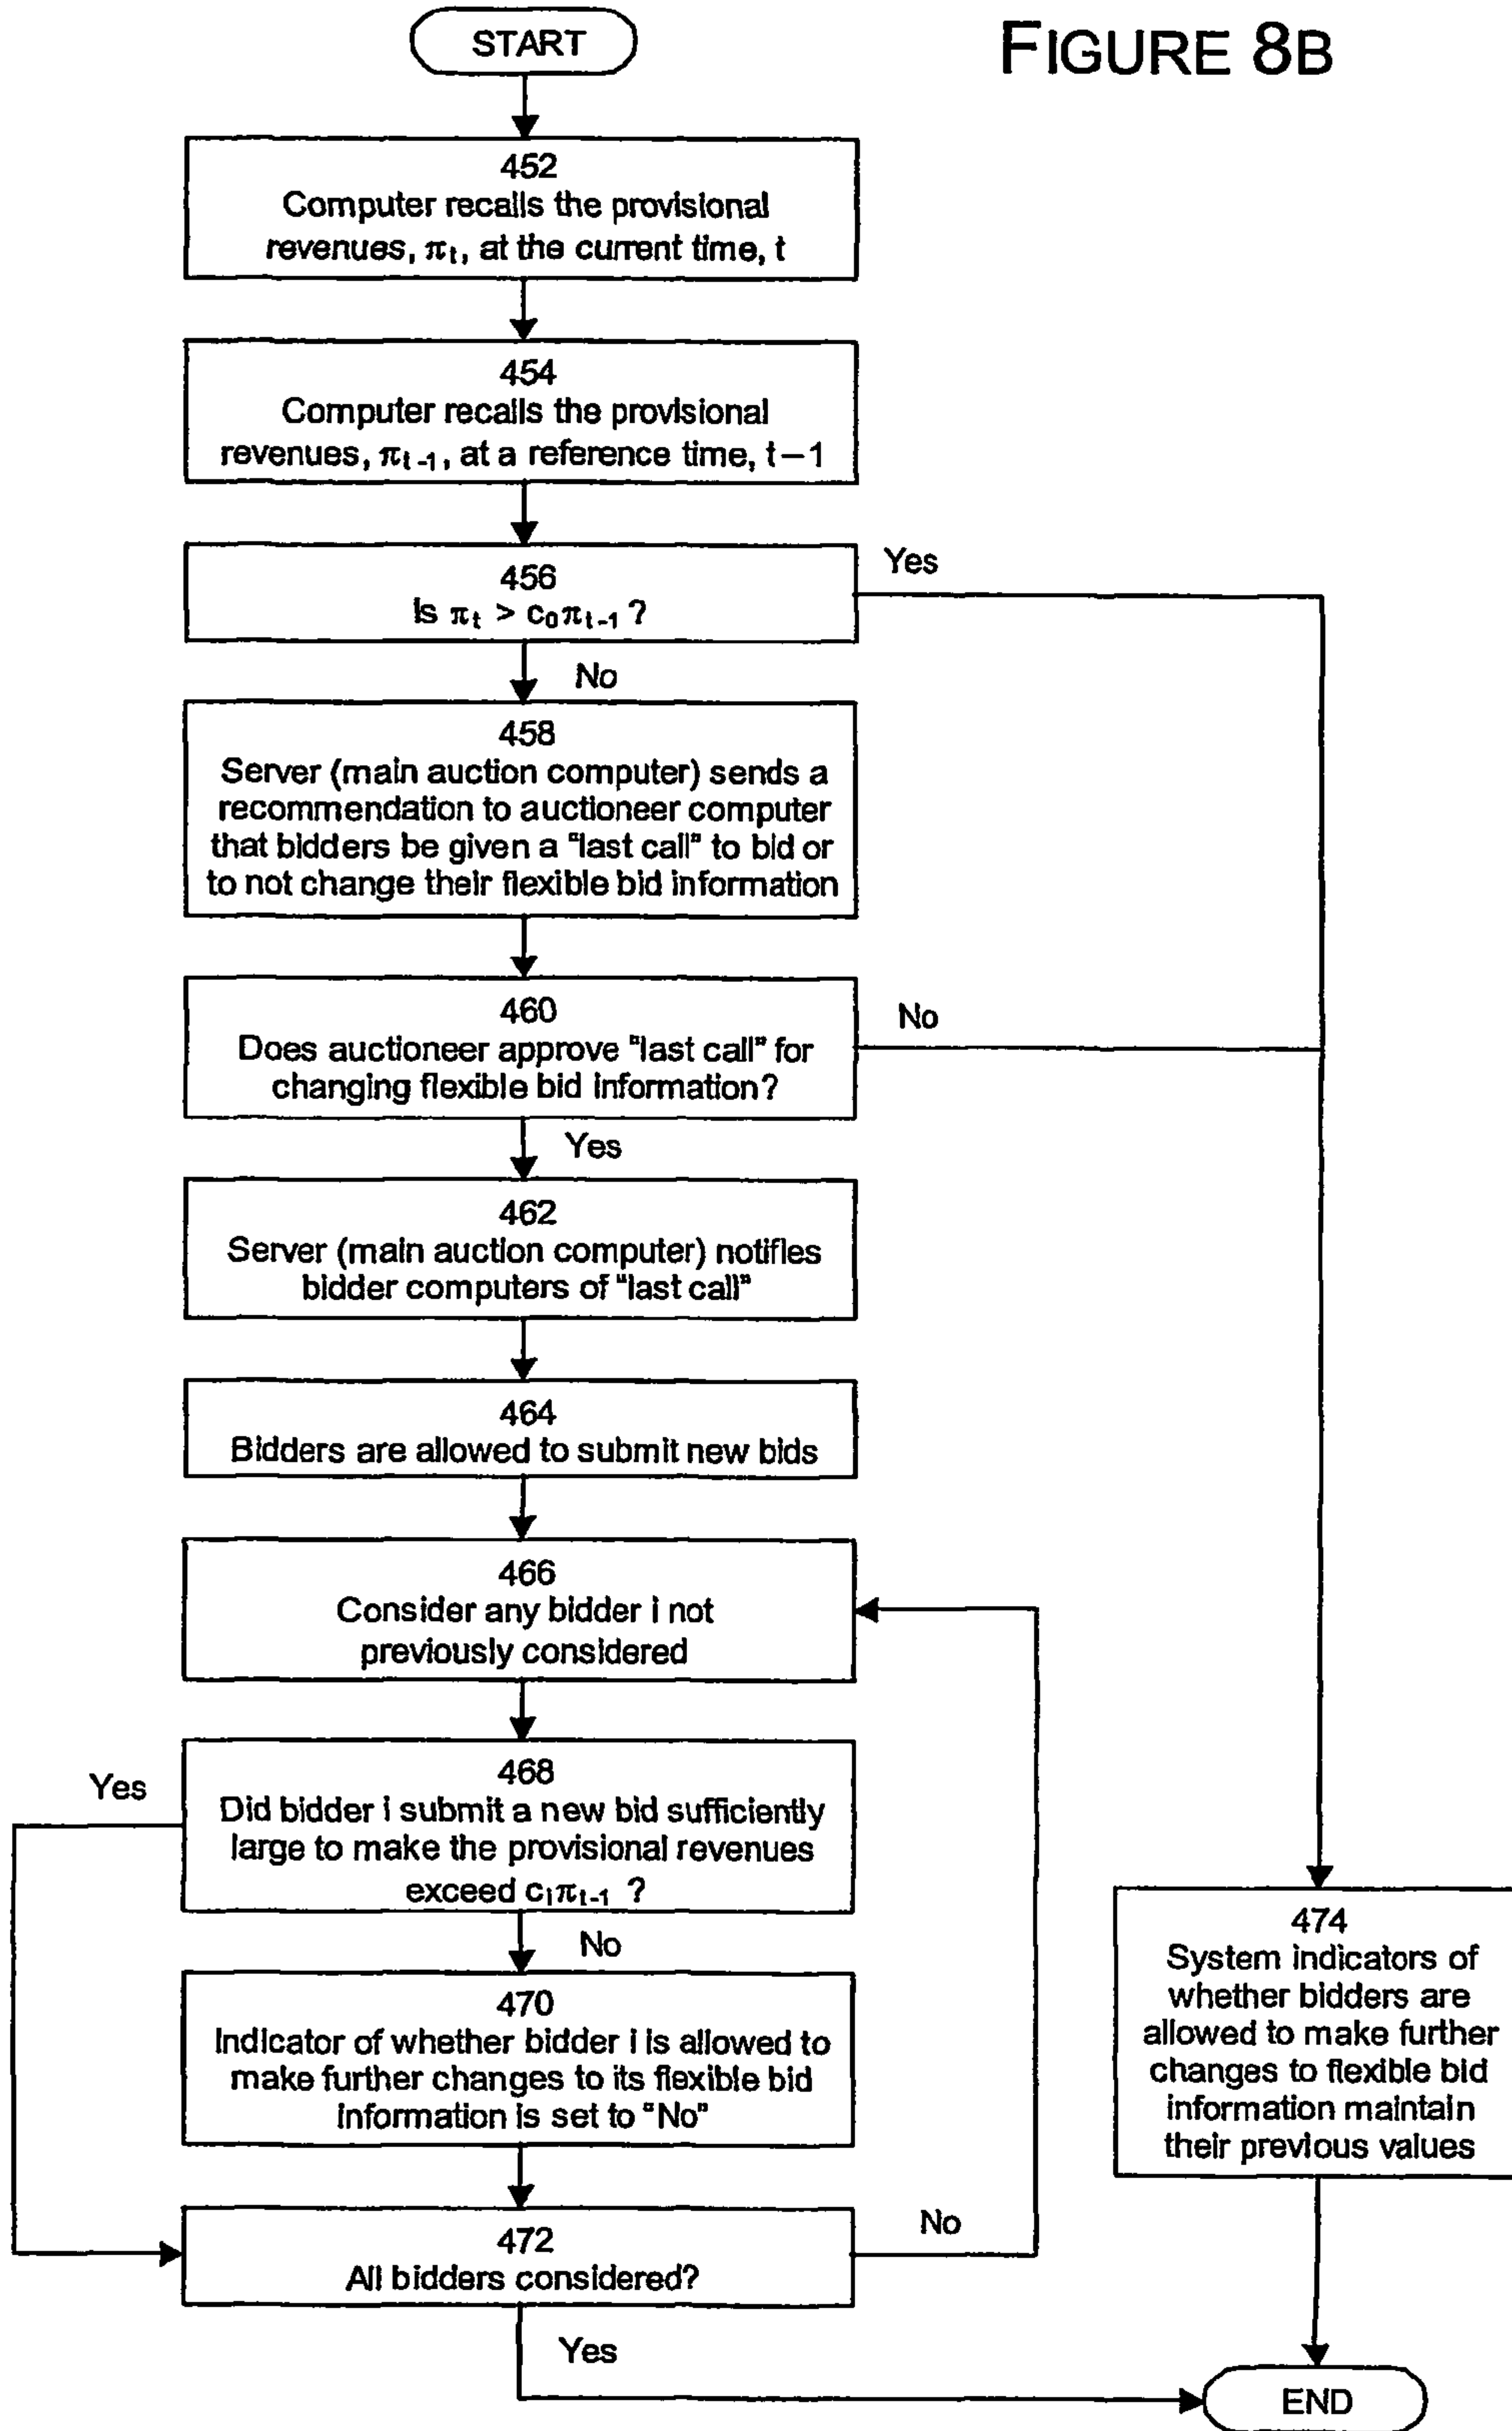 START
FIGURE 8B
452
Computer recalls the provisional
revenues, πt, at the current time, t
454
Computer recalls the provisional
revenues, πt-1, at a reference time, t−1
456
Is πt > c0πt-1 ?
Yes
No
458
Server (main auction computer) sends a
recommendation to auctioneer computer
that bidders be given a "last call" to bid or
to not change their flexible bid information
460
Does auctioneer approve "last call" for
changing flexible bid information?
No
Yes
462
Server (main auction computer) notifies
bidder computers of "last call"
464
Bidders are allowed to submit new bids
466
Consider any bidder i not
previously considered
468
Did bidder i submit a new bid sufficiently
large to make the provisional revenues
exceed ciπt-1 ?
Yes
No
470
Indicator of whether bidder i is allowed to
make further changes to its flexible bid
information is set to "No"
472
All bidders considered?
No
Yes
474
System indicators of
whether bidders are
allowed to make further
changes to flexible bid
information maintain
their previous values
END